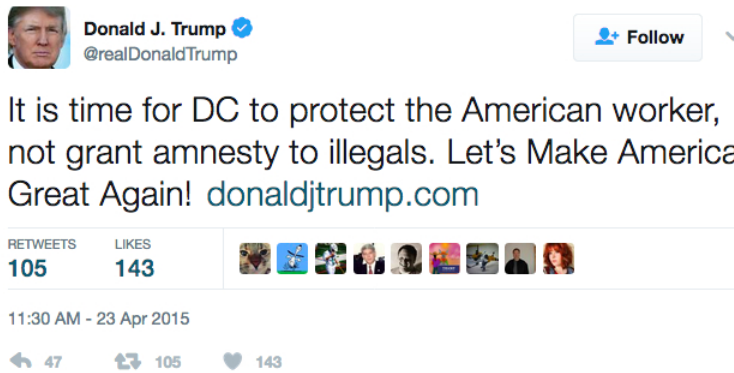 Donald J. Trump
@realDonaldTrump
Follow
It is time for DC to protect the American worker,
not grant amnesty to illegals. Let's Make America
Great Again! donaldjtrump.com
RETWEETS LIKES
105 143
11:30 AM - 23 Apr 2015
47 105 143